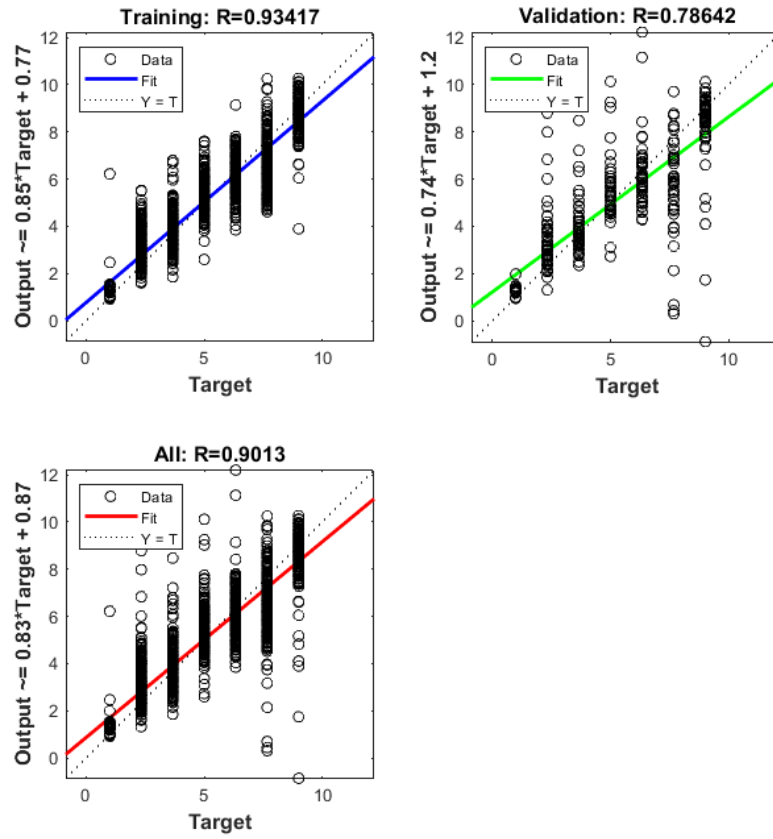 Training: R=0.93417
Output ~= 0.85*Target + 0.77
12
10
8
6
4
2
0
Data
Fit
Y = T
0
5
10
Target
Validation: R=0.78642
Output ~= 0.74*Target + 1.2
12
10
8
6
4
2
0
Data
Fit
Y = T
0
5
10
Target
All: R=0.9013
Output ~= 0.83*Target + 0.87
12
10
8
6
4
2
0
Data
Fit
Y = T
0
5
10
Target